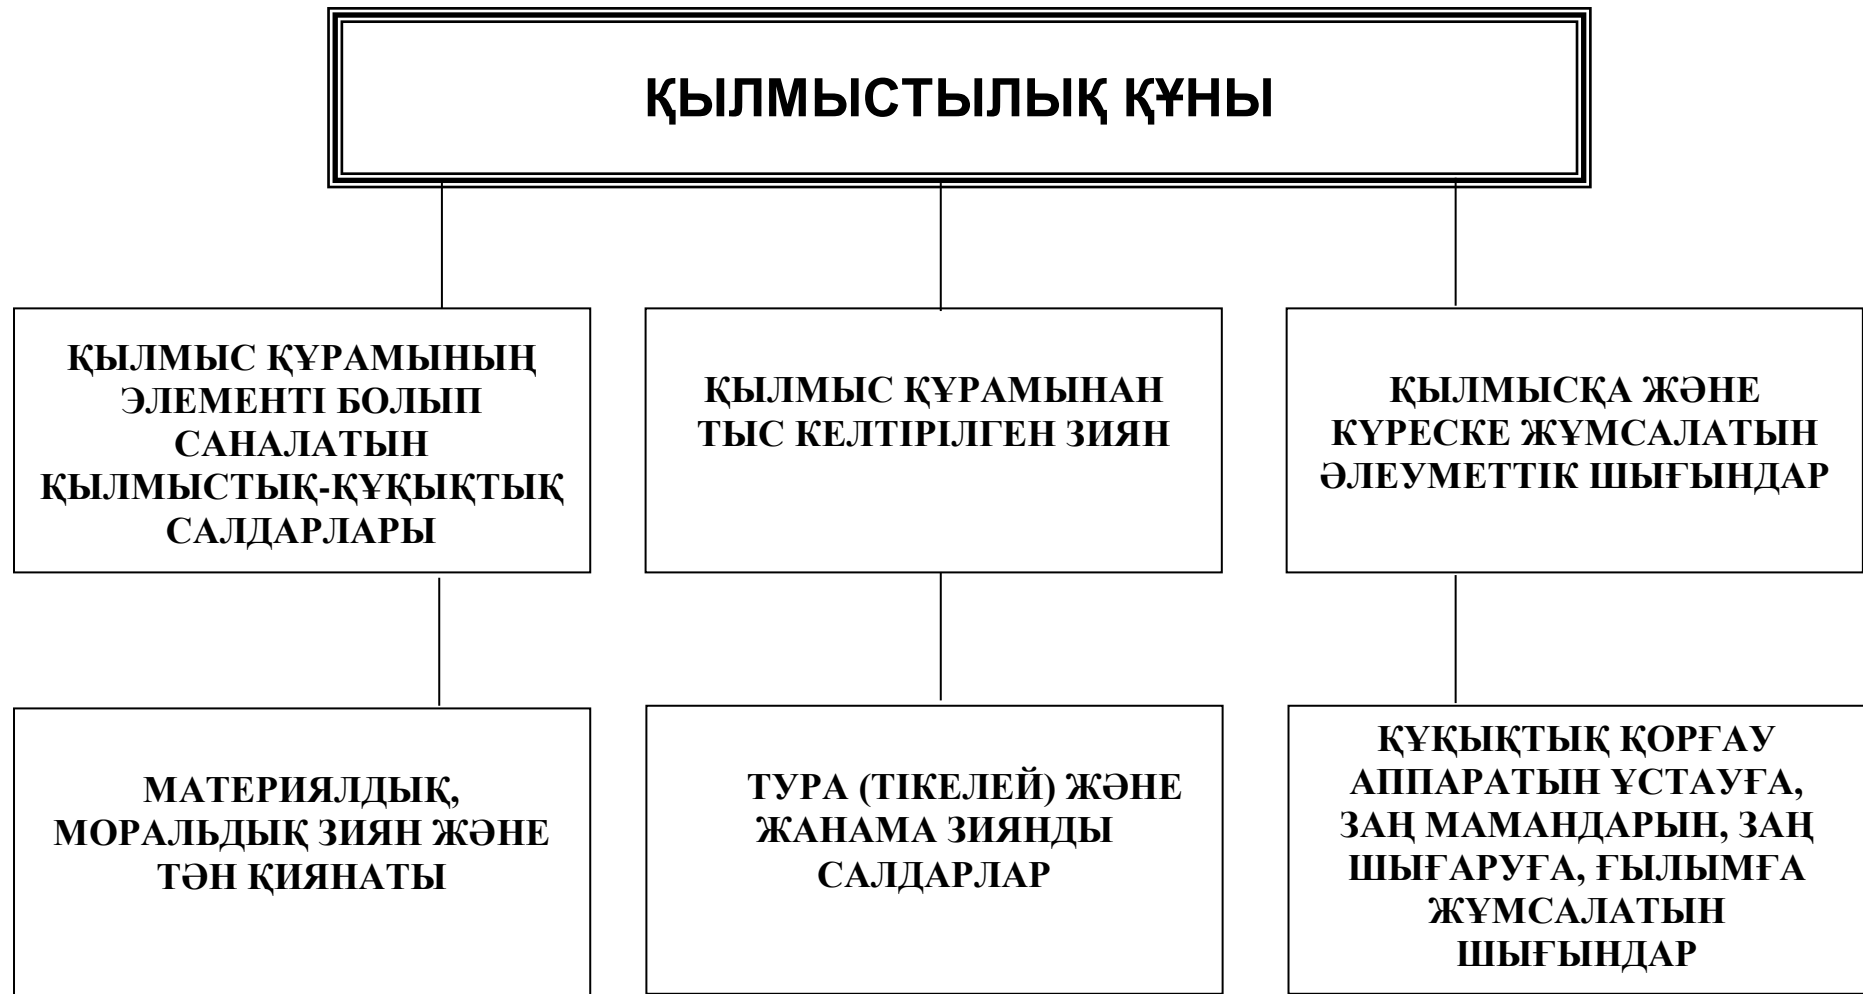 ҚЫЛМЫСТЫЛЫҚ ҚҰНЫ
ҚЫЛМЫС ҚҰРАМЫНЫҢ
ЭЛЕМЕНТІ БОЛЫП
САНАЛАТЫН
ҚЫЛМЫСТЫҚ-ҚҰҚЫҚТЫҚ
САЛДАРЛАРЫ
ҚЫЛМЫС ҚҰРАМЫНАН
ТЫС КЕЛТІРІЛГЕН ЗИЯН
ҚЫЛМЫСҚА ЖӘНЕ
КҮРЕСКЕ ЖҰМСАЛАТЫН
ӘЛЕУМЕТТІК ШЫҒЫНДАР
МАТЕРИЯЛДЫҚ,
МОРАЛЬДЫҚ ЗИЯН ЖӘНЕ
ТӘН ҚИЯНАТЫ
ТУРА (ТІКЕЛЕЙ) ЖӘНЕ
ЖАНАМА ЗИЯНДЫ
САЛДАРЛАР
ҚҰҚЫҚТЫҚ ҚОРҒАУ
АППАРАТЫН ҰСТАУҒА,
ЗАҢ МАМАНДАРЫН, ЗАҢ
ШЫҒАРУҒА, ҒЫЛЫМҒА
ЖҰМСАЛАТЫН
ШЫҒЫНДАР